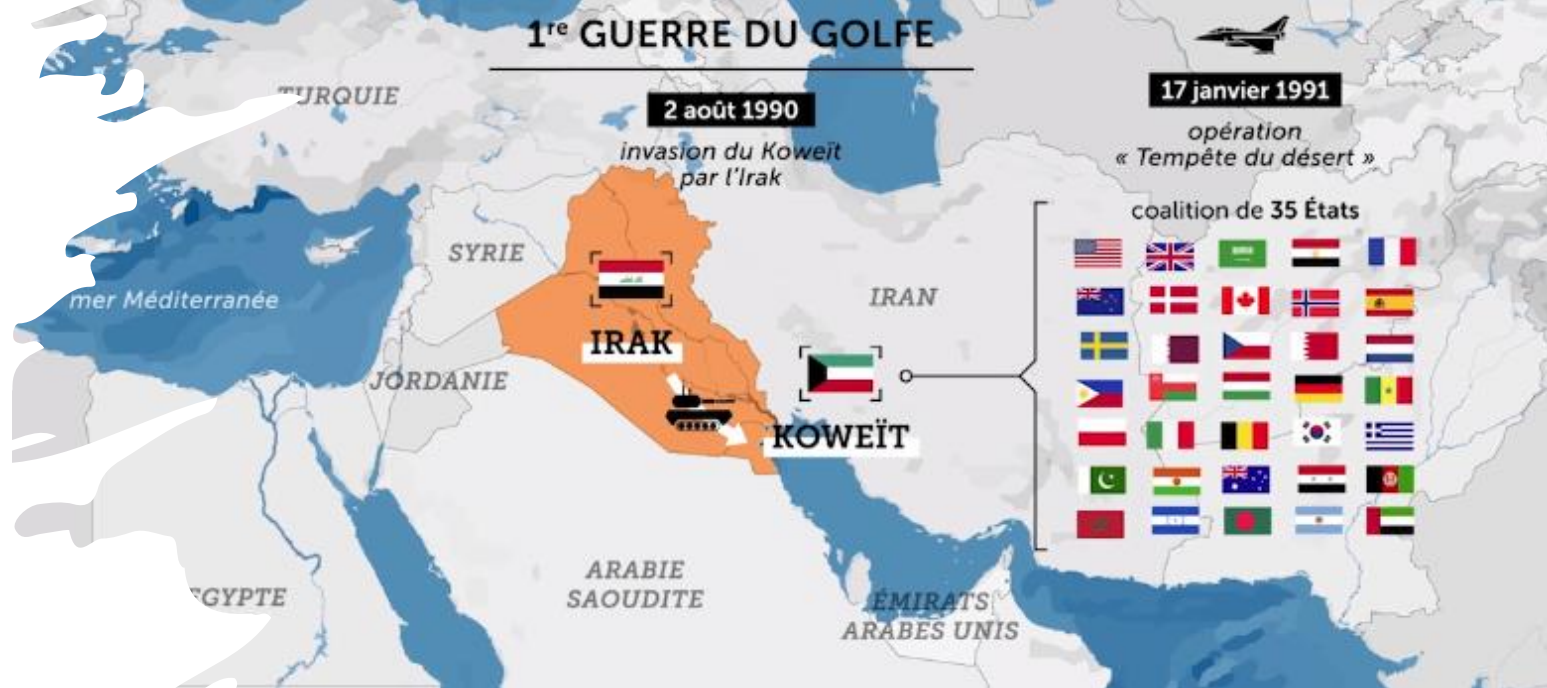 1re GUERRE DU GOLFE
2 août 1990
invasion du Koweït
par l'Irak
17 janvier 1991
opération
« Tempête du désert »
coalition de 35 États
TURQUIE
SYRIE
mer Méditerranée
IRAN
IRAK
JORDANIE
KOWEÏT
ARABIE
SAOUDITE
EGYPTE
ÉMIRATS
ARABES UNIS